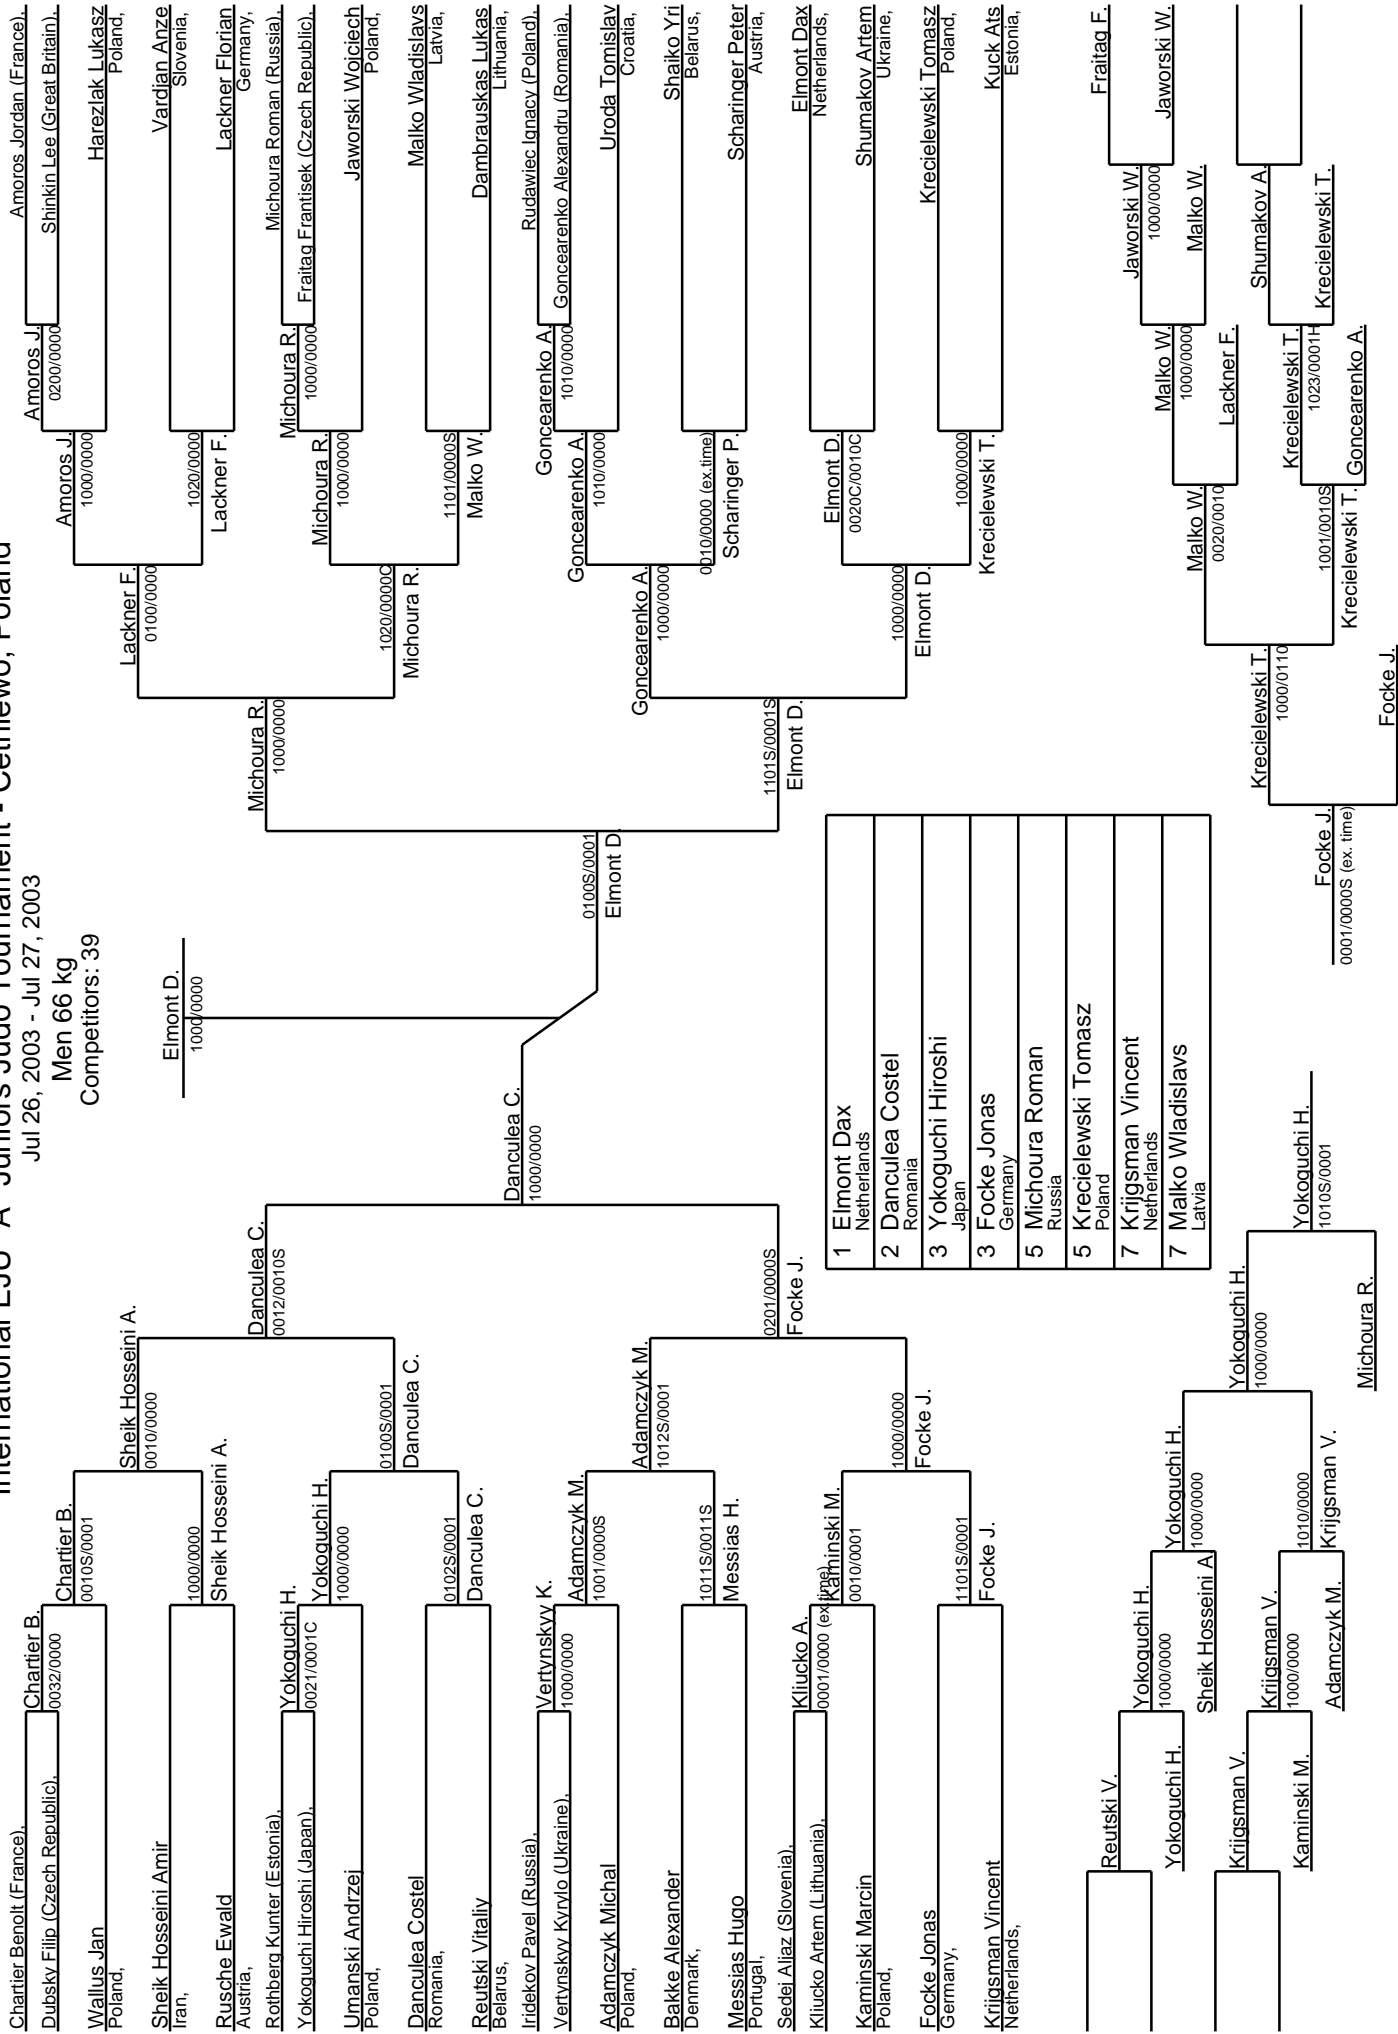 International EJU "A" Juniors Judo Tournament - Cetniewo, Poland
Jul 26, 2003 - Jul 27, 2003
Men 66 kg
Competitors: 39
Chartier Benolt (France),
Dubsky Filip (Czech Republic),
Wallus Jan
Poland,
Sheik Hosseini Amir
Iran,
Rusche Ewald
Austria,
Rothberg Kunter (Estonia),
Yokoguchi Hiroshi (Japan),
Umanski Andrzej
Poland,
Danculea Costel
Romania,
Reutski Vitaliy
Belarus,
Iridekov Pavel (Russia),
Vertynskyy Kyrylo (Ukraine),
Adamczyk Michal
Poland,
Bakke Alexander
Denmark,
Messias Hugo
Portugal,
Sedej Aljaz (Slovenia),
Kliucko Artem (Lithuania),
Kaminski Marcin
Poland,
Focke Jonas
Germany,
Krijgsman Vincent
Netherlands,
Chartier B.
0032/0000
Yokoguchi H.
0021/0001C
Vertynskyy K.
1000/0000
Kliucko A.
0001/0000 (ex.time)
Chartier B.
0010S/0001
1000/0000
Sheik Hosseini A.
Yokoguchi H.
1000/0000
0102S/0001
Danculea C.
Adamczyk M.
1001/0000S
1011S/0011S
Messias H.
Kaminski M.
0010/0001
1101S/0001
Focke J.
Sheik Hosseini A.
0010/0000
0100S/0001
Danculea C.
Adamczyk M.
1012S/0001
1000/0000
Focke J.
Danculea C.
0012/0010S
0201/0000S
Focke J.
Danculea C.
1000/0000
Elmont D.
1000/0000
0100S/0001
Elmont D.
Michoura R.
1000/0000
1101S/0001S
Elmont D.
Lackner F.
0100/0000
1020/0000C
Michoura R.
Goncearenko A.
1000/0000
1000/0000
Elmont D.
Amoros J.
1000/0000
1020/0000
Lackner F.
Michoura R.
1000/0000
1101/0000S
Malko W.
Goncearenko A.
1010/0000
0010/0000 (ex.time)
Scharinger P.
Elmont D.
0020C/0010C
1000/0000
Krecielewski T.
Amoros J.
0200/0000
Michoura R.
1000/0000
Goncearenko A.
1010/0000
Amoros Jordan (France),
Shinkin Lee (Great Britain),
Harezlak Lukasz
Poland,
Vardjan Anze
Slovenia,
Lackner Florian
Germany,
Michoura Roman (Russia),
Fraitag Frantisek (Czech Republic),
Jaworski Wojciech
Poland,
Malko Wladislavs
Latvia,
Dambrauskas Lukas
Lithuania,
Rudawiec Ignacy (Poland),
Goncearenko Alexandru (Romania),
Uroda Tomislav
Croatia,
Shaiko Yri
Belarus,
Scharinger Peter
Austria,
Elmont Dax
Netherlands,
Shumakov Artem
Ukraine,
Krecielewski Tomasz
Poland,
Kuck Ats
Estonia,
1 Elmont Dax
Netherlands
2 Danculea Costel
Romania
3 Yokoguchi Hiroshi
Japan
3 Focke Jonas
Germany
5 Michoura Roman
Russia
5 Krecielewski Tomasz
Poland
7 Krijgsman Vincent
Netherlands
7 Malko Wladislavs
Latvia
Reutski V.
Yokoguchi H.
Krijgsman V.
Kaminski M.
Yokoguchi H.
1000/0000
Sheik Hosseini A.
Krijgsman V.
1000/0000
Adamczyk M.
Yokoguchi H.
1000/0000
1010/0000
Krijgsman V.
Yokoguchi H.
1000/0000
Michoura R.
Yokoguchi H.
1010S/0001
Focke J.
0001/0000S (ex. time)
Krecielewski T.
1000/0110
Focke J.
Malko W.
0020/0010
1001/0010S
Krecielewski T.
Malko W.
1000/0000
Lackner F.
Krecielewski T.
1023/0001H
Goncearenko A.
Jaworski W.
1000/0000
Malko W.
Shumakov A.
Krecielewski T.
Fraitag F.
Jaworski W.